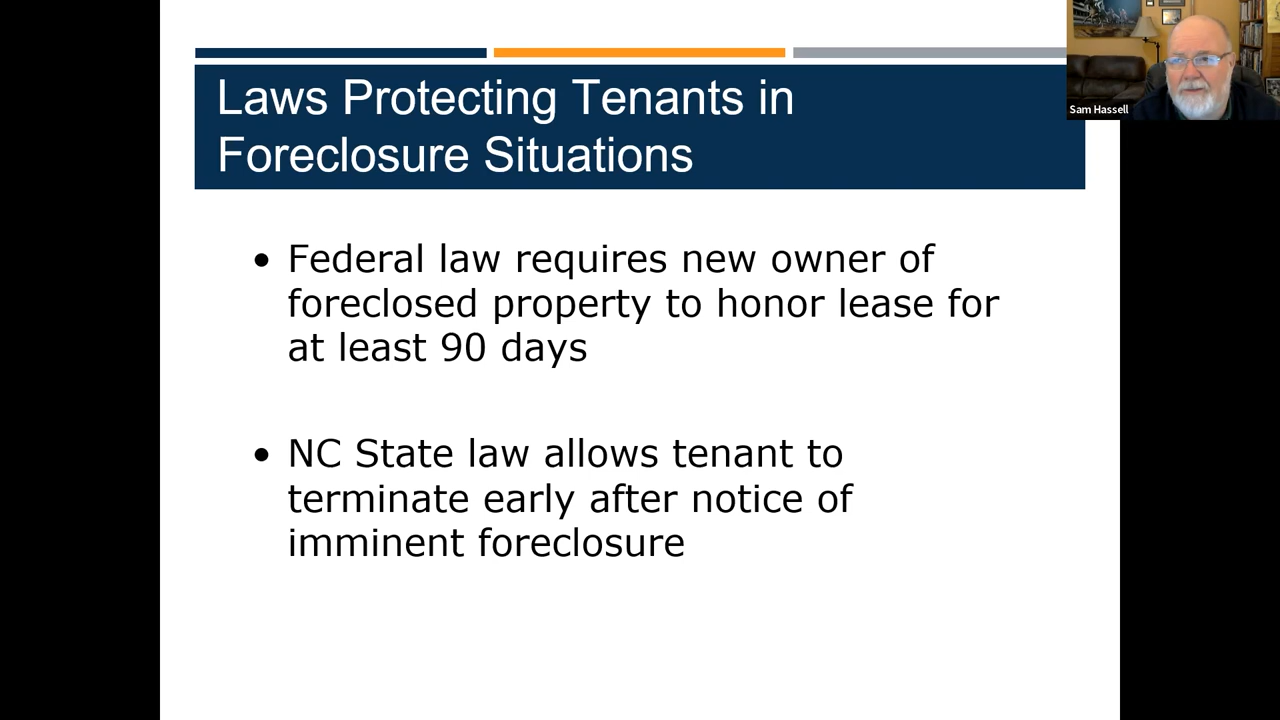 Laws Protecting Tenants in
Foreclosure Situations
Sam Hassell
• Federal law requires new owner of
foreclosed property to honor lease for
at least 90 days
• NC State law allows tenant to
terminate early after notice of
imminent foreclosure